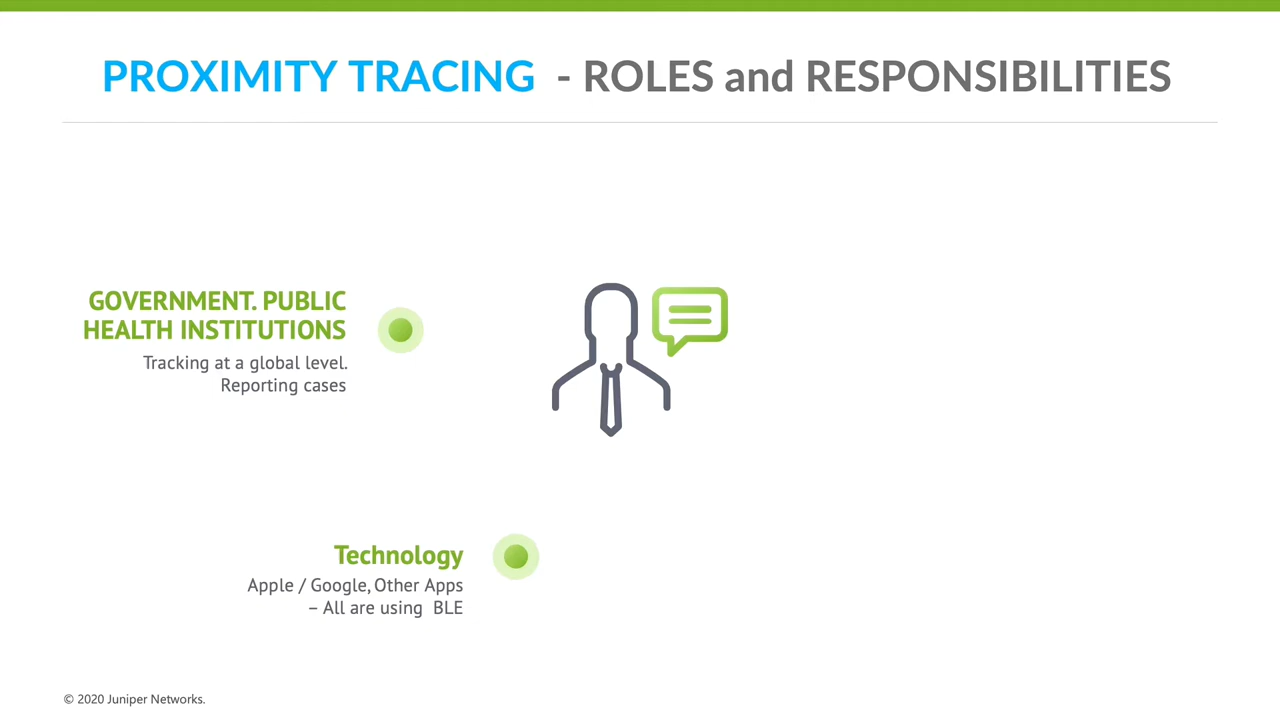 PROXIMITY TRACING - ROLES and RESPONSIBILITIES
GOVERNMENT. PUBLIC
HEALTH INSTITUTIONS
Tracking at a global level.
Reporting cases
Technology
Apple / Google, Other Apps
– All are using BLE
© 2020 Juniper Networks.